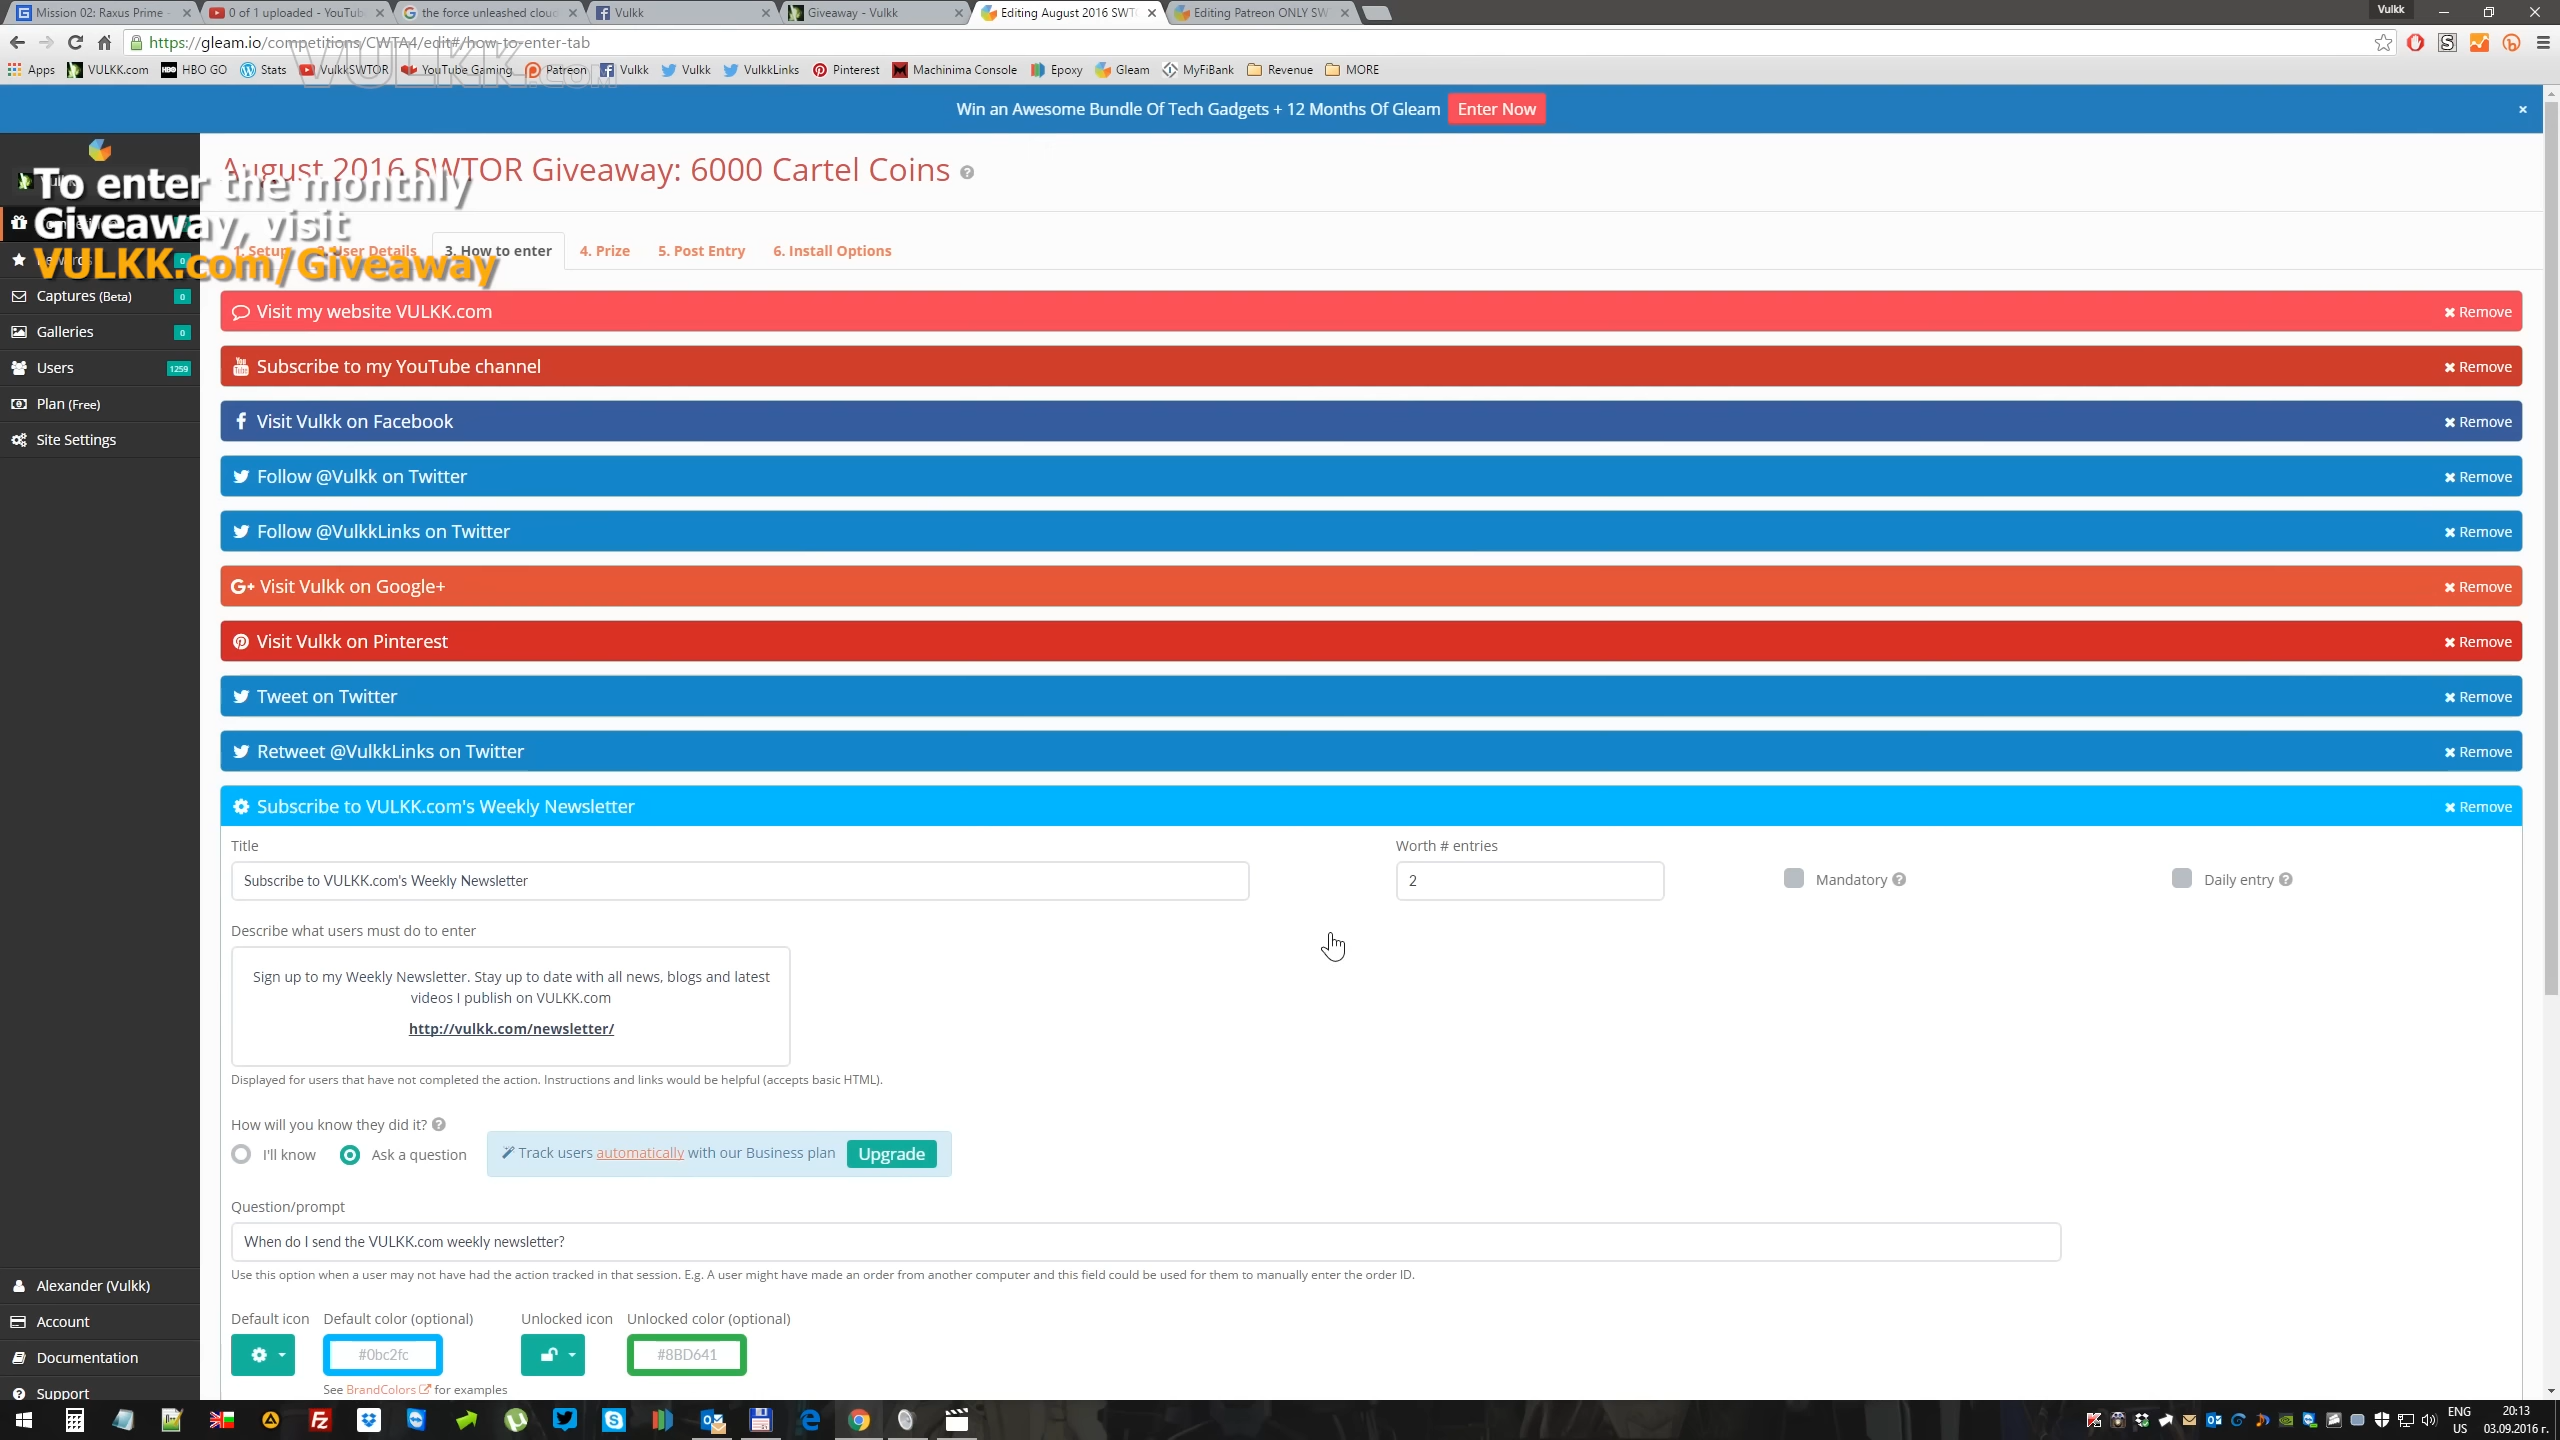 Mission 02: Raxus Prime -
0 of 1 uploaded - YouTub
the force unleashed cloud
Vulkk
Giveaway - Vulkk
Editing August 2016 SWT
Editing Patreon ONLY SW
Vulkk
https://gleam.io/competitions/CWTA4/edit#/how-to-enter-tab
Apps
VULKK.com
HBO GO
Stats
VulkkSWTOR
YouTube Gaming
Patreon
Vulkk
Vulkk
VulkkLinks
Pinterest
Machinima Console
Epoxy
Gleam
MyFiBank
Revenue
MORE
VULKK.COM
Win an Awesome Bundle Of Tech Gadgets + 12 Months Of Gleam Enter Now
August 2016 SWTOR Giveaway: 6000 Cartel Coins
To enter the monthly
Giveaway, visit
VULKK.com/Giveaway
1. Setup
2. User Details
3. How to enter
4. Prize
5. Post Entry
6. Install Options
Captures (Beta) 0
Galleries 0
Users 1259
Plan (Free)
Site Settings
Visit my website VULKK.com Remove
Subscribe to my YouTube channel Remove
Visit Vulkk on Facebook Remove
Follow @Vulkk on Twitter Remove
Follow @VulkkLinks on Twitter Remove
G+ Visit Vulkk on Google+ Remove
Visit Vulkk on Pinterest Remove
Tweet on Twitter Remove
Retweet @VulkkLinks on Twitter Remove
Subscribe to VULKK.com's Weekly Newsletter Remove
Title
Worth # entries
Subscribe to VULKK.com's Weekly Newsletter
2
Mandatory
Daily entry
Describe what users must do to enter
Sign up to my Weekly Newsletter. Stay up to date with all news, blogs and latest
videos I publish on VULKK.com
http://vulkk.com/newsletter/
Displayed for users that have not completed the action. Instructions and links would be helpful (accepts basic HTML).
How will you know they did it?
I'll know
Ask a question
Track users automatically with our Business plan Upgrade
Question/prompt
When do I send the VULKK.com weekly newsletter?
Use this option when a user may not have had the action tracked in that session. E.g. A user might have made an order from another computer and this field could be used for them to manually enter the order ID.
Default icon
Default color (optional)
Unlocked icon
Unlocked color (optional)
#0bc2fc
#8BD641
See BrandColors for examples
Alexander (Vulkk)
Account
Documentation
Support
ENG
US
20:13
03.09.2016 г.